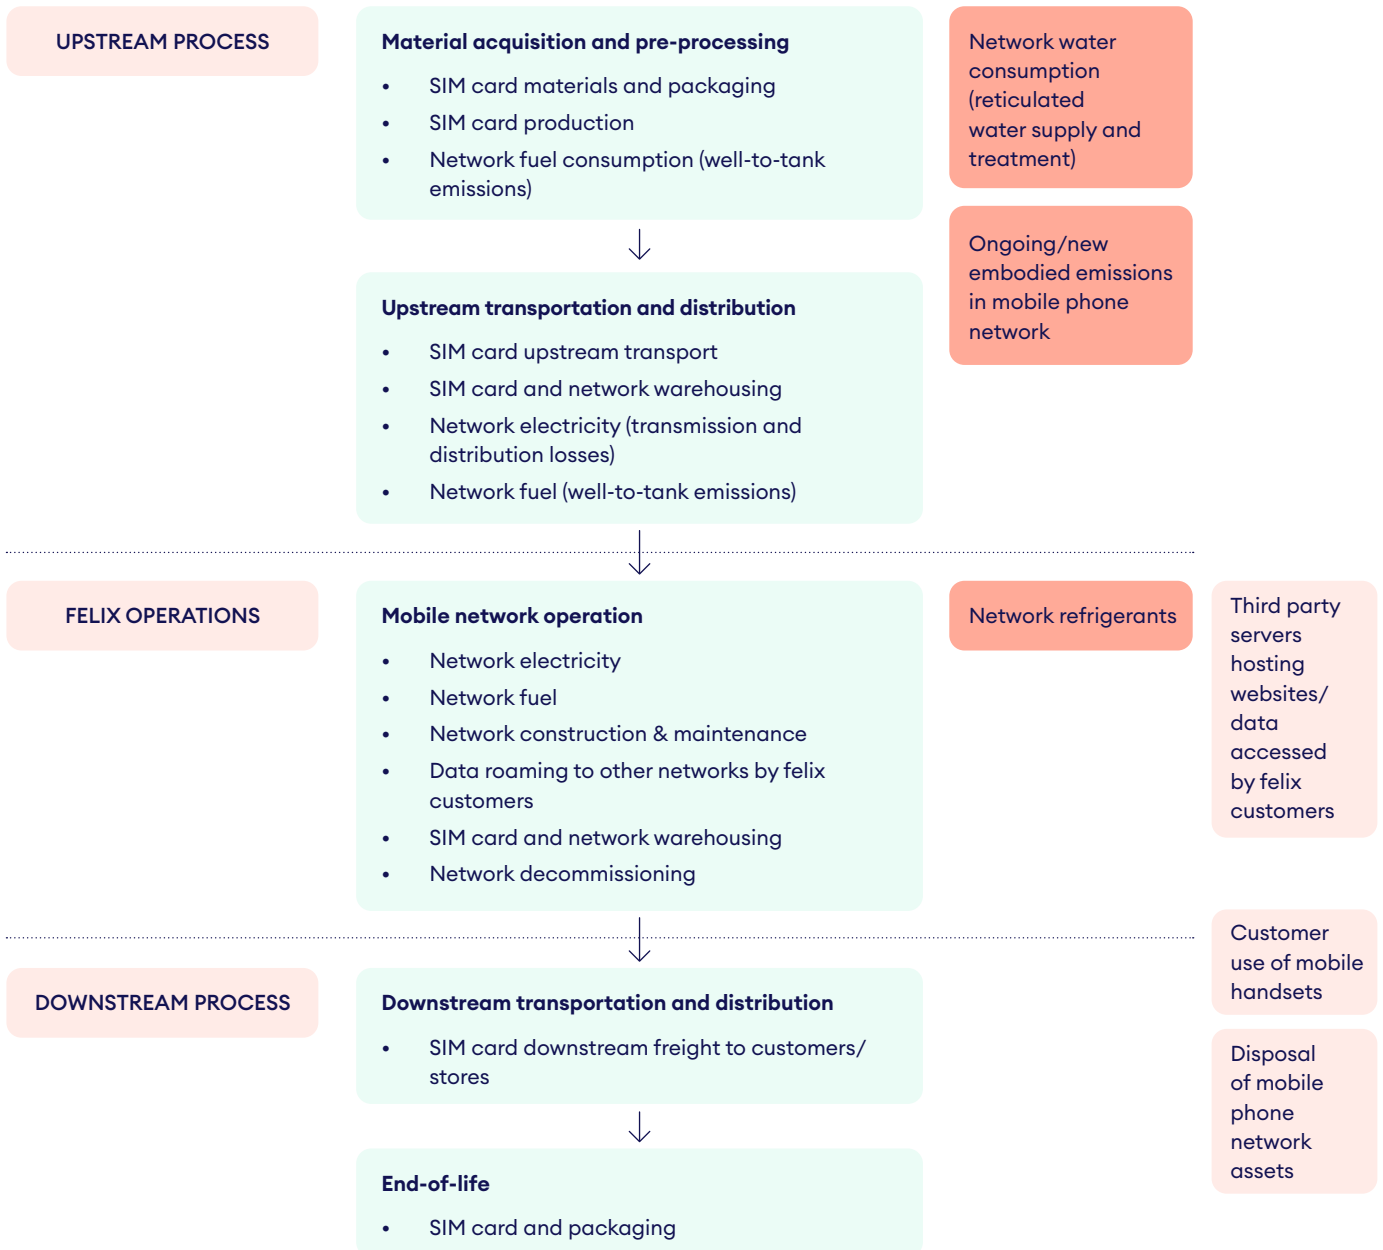 UPSTREAM PROCESS
Material acquisition and pre-processing
• SIM card materials and packaging
• SIM card production
• Network fuel consumption (well-to-tank
emissions)
Network water
consumption
(reticulated
water supply and
treatment)
Ongoing/new
embodied emissions
in mobile phone
network
Upstream transportation and distribution
• SIM card upstream transport
• SIM card and network warehousing
• Network electricity (transmission and
distribution losses)
• Network fuel (well-to-tank emissions)
FELIX OPERATIONS
Mobile network operation
• Network electricity
• Network fuel
• Network construction & maintenance
• Data roaming to other networks by felix
customers
• SIM card and network warehousing
• Network decommissioning
Network refrigerants
Third party
servers
hosting
websites/
data
accessed
by felix
customers
DOWNSTREAM PROCESS
Downstream transportation and distribution
• SIM card downstream freight to customers/
stores
Customer
use of mobile
handsets
Disposal
of mobile
phone
network
assets
End-of-life
• SIM card and packaging